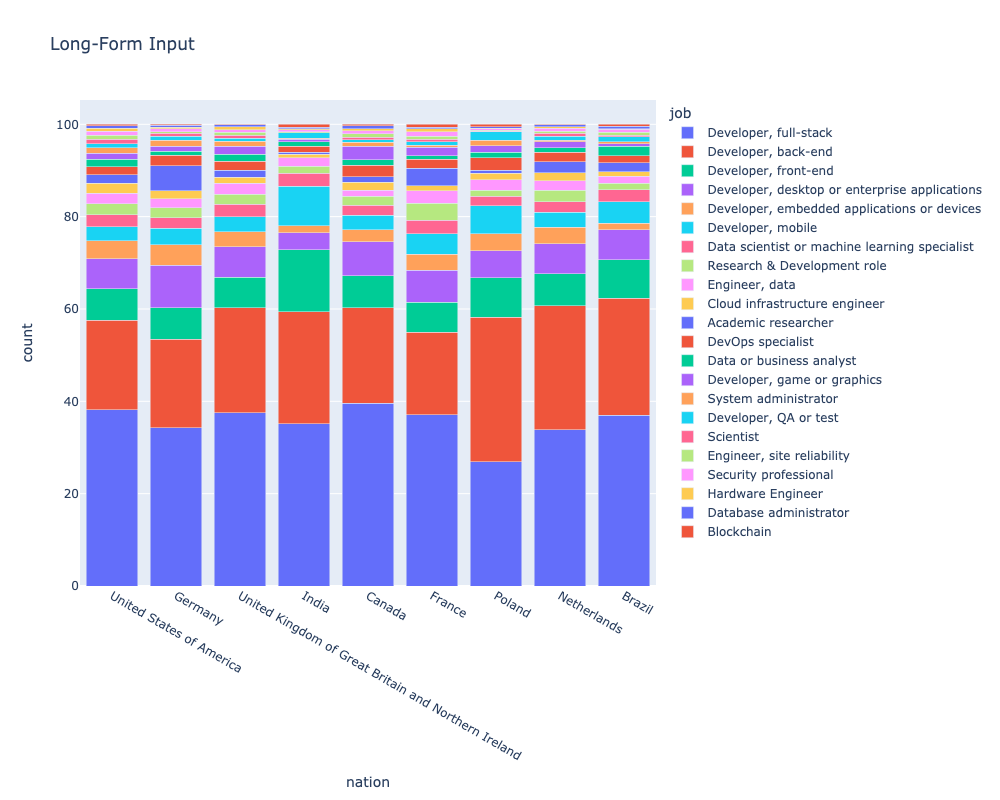 Long-Form Input
job
Developer, full-stack
Developer, back-end
Developer, front-end
Developer, desktop or enterprise applications
Developer, embedded applications or devices
Developer, mobile
Data scientist or machine learning specialist
Research & Development role
Engineer, data
Cloud infrastructure engineer
Academic researcher
DevOps specialist
Data or business analyst
Developer, game or graphics
System administrator
Developer, QA or test
Scientist
Engineer, site reliability
Security professional
Hardware Engineer
Database administrator
Blockchain
count
100
80
60
40
20
0
United States of America
Germany
United Kingdom of Great Britain and Northern Ireland
India
Canada
France
Poland
Netherlands
Brazil
nation